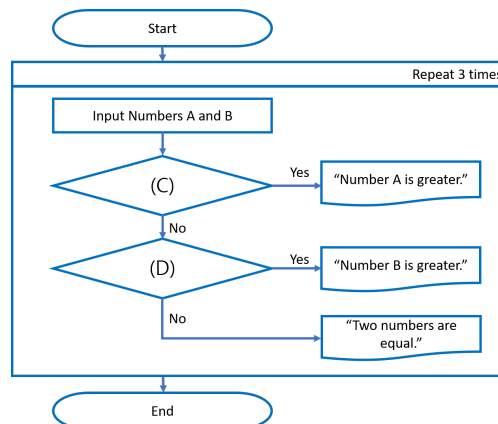 Start
Repeat 3 times
Input Numbers A and B
(C)
Yes
“Number A is greater.”
No
(D)
Yes
“Number B is greater.”
No
“Two numbers are
equal.”
End